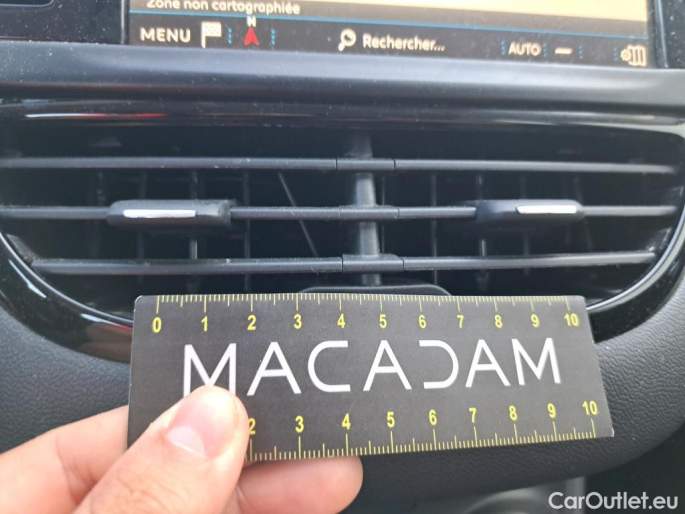 Zone non cartographiée
MENU N Rechercher... AUTO
0 1 2 3 4 5 6 7 8 9 10
MACADAM
2 3 4 5 6 7 8 9 10
CarOutlet.eu